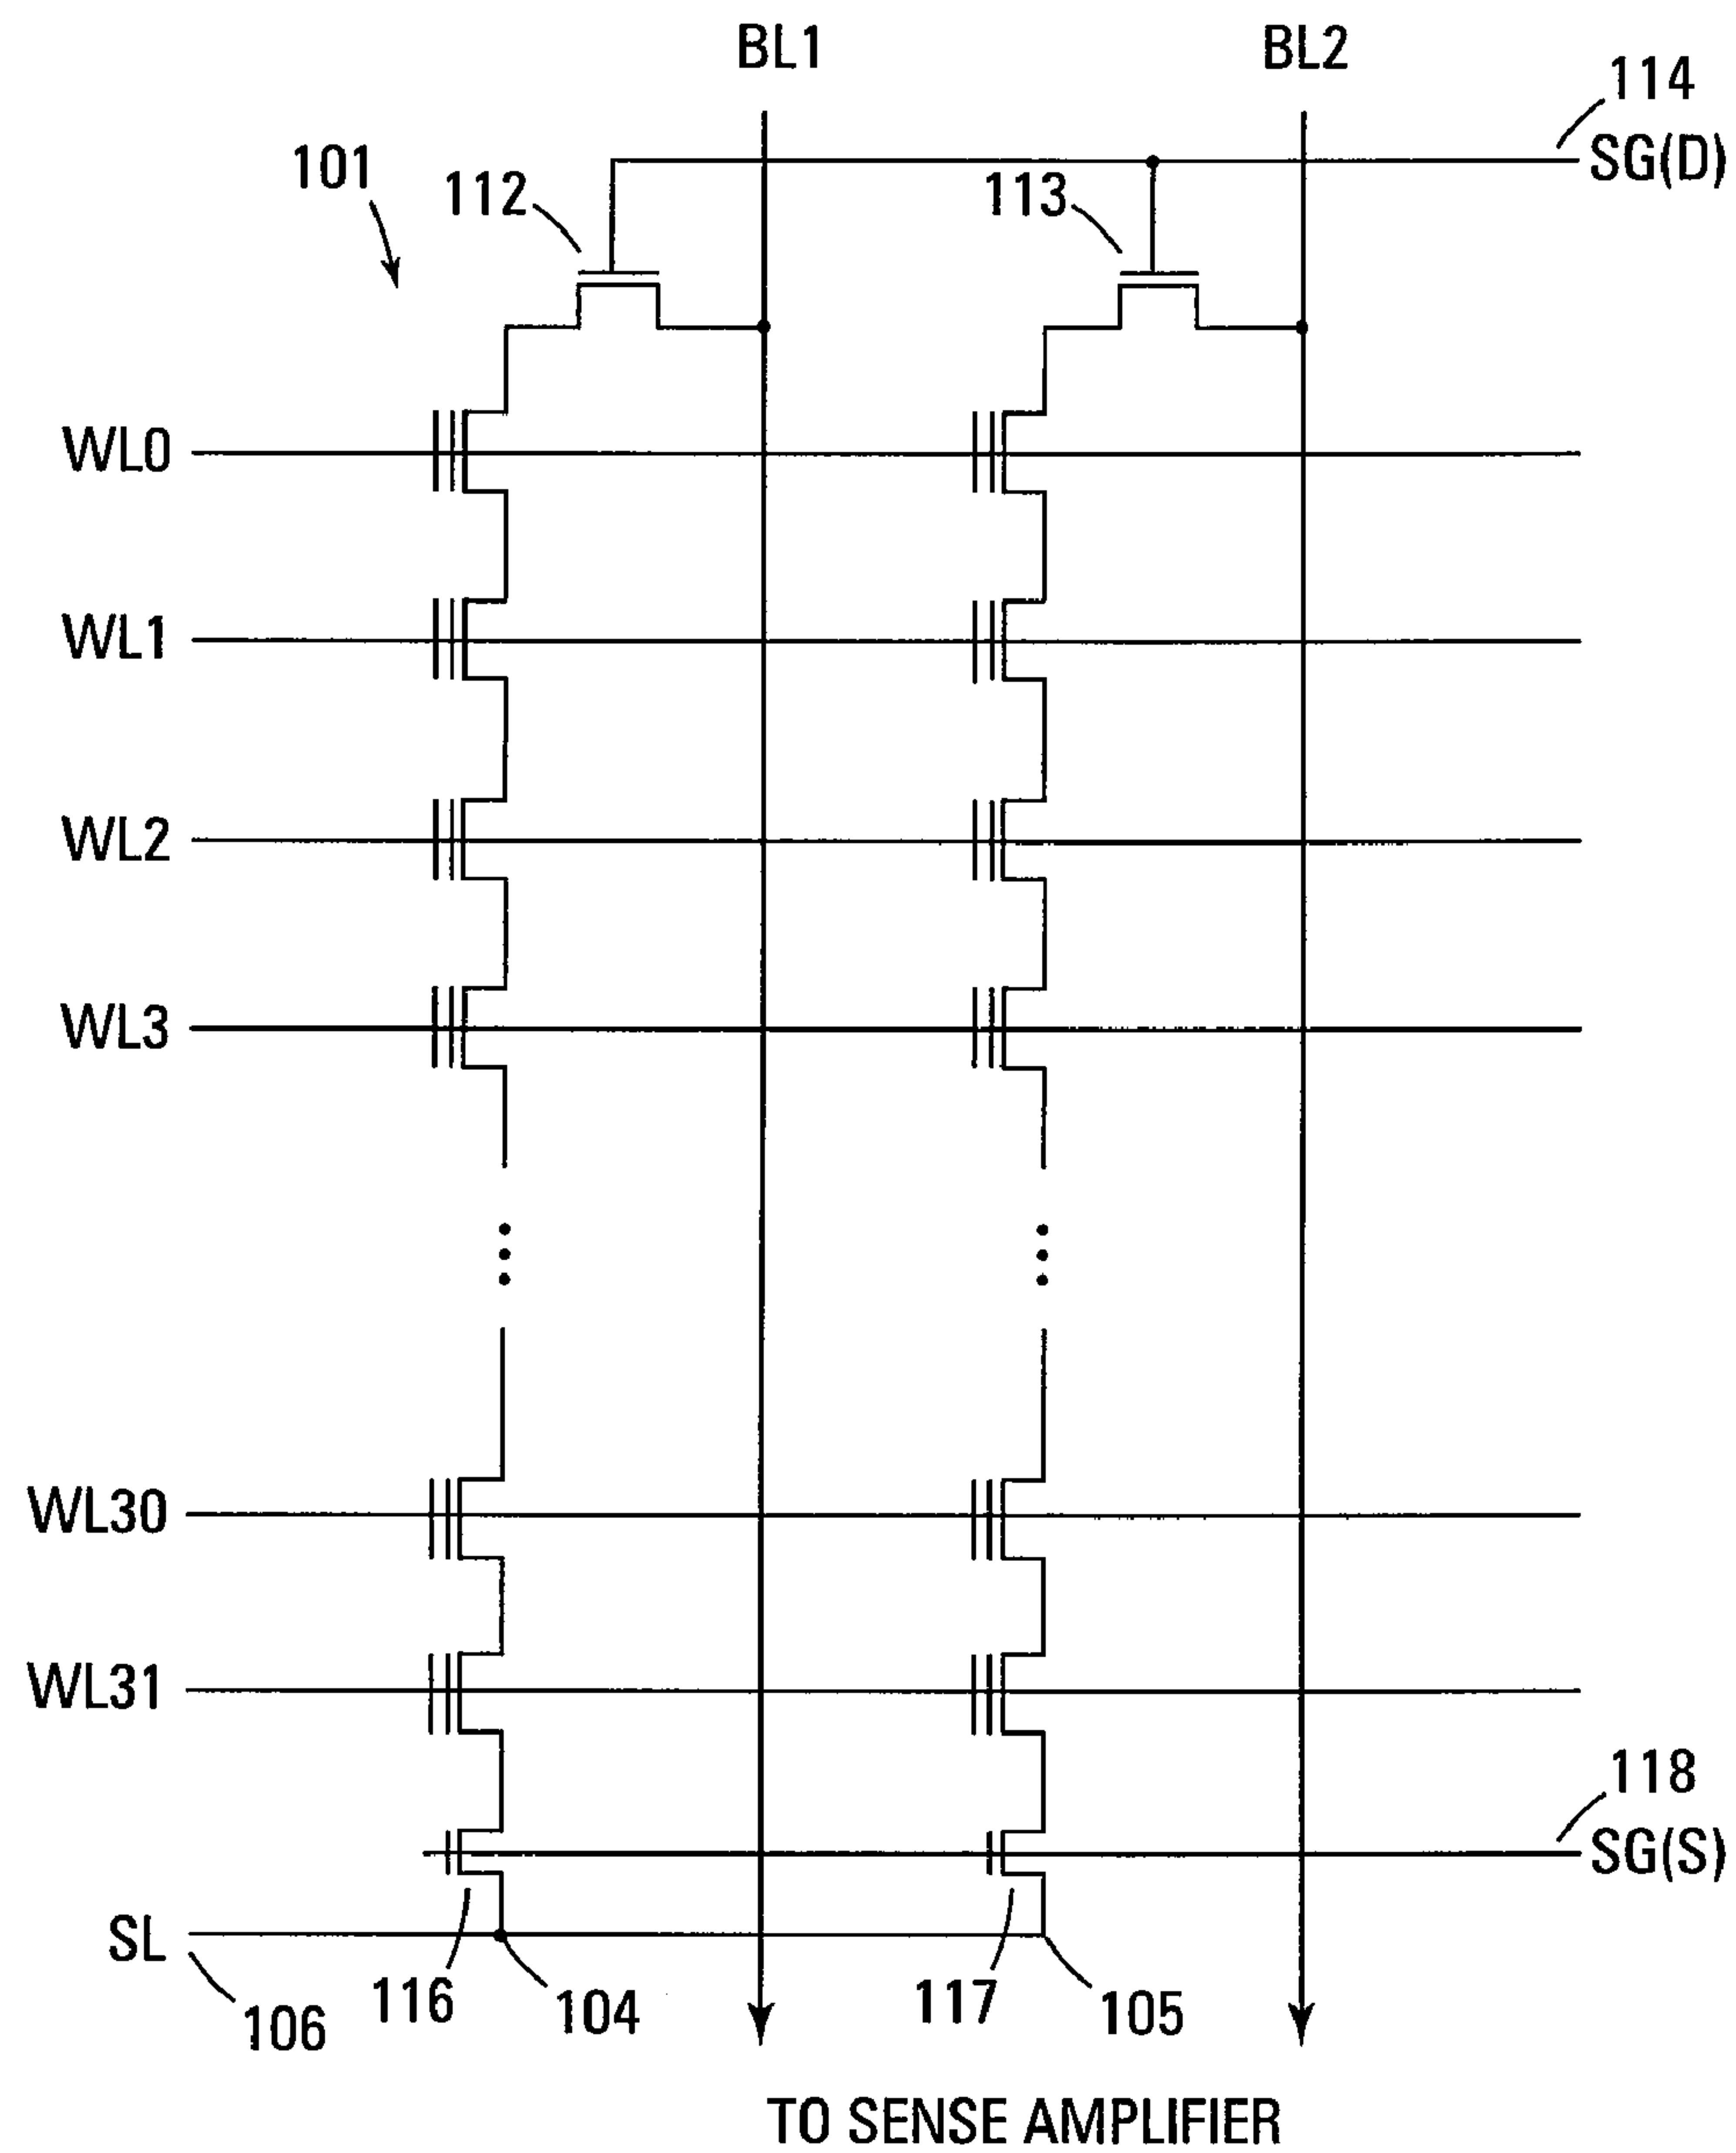 BL1 BL2
114
SG(D)
101
112
113
WL0
WL1
WL2
WL3
WL30
WL31
118
SG(S)
SL
116
104
117
105
106
TO SENSE AMPLIFIER